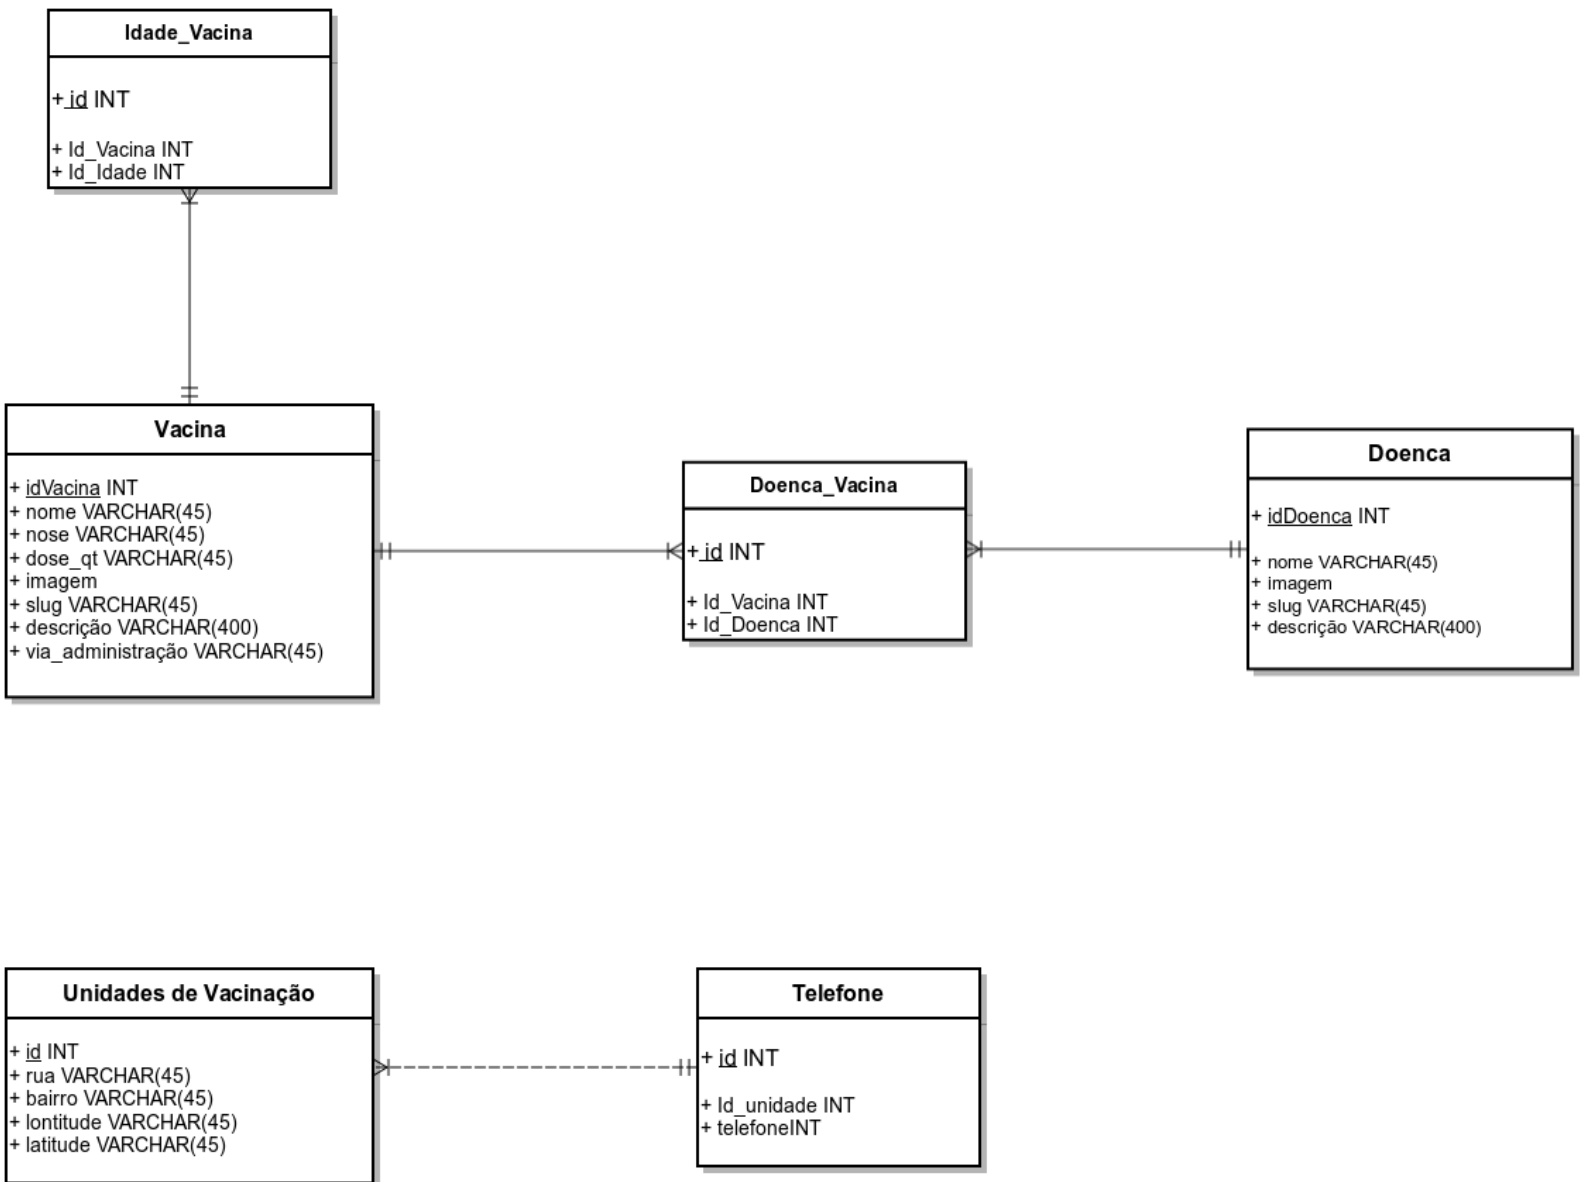 Idade_Vacina
+ id INT
+ Id_Vacina INT
+ Id_Idade INT
Vacina
+ idVacina INT
+ nome VARCHAR(45)
+ nose VARCHAR(45)
+ dose_qt VARCHAR(45)
+ imagem
+ slug VARCHAR(45)
+ descrição VARCHAR(400)
+ via_administração VARCHAR(45)
Doenca_Vacina
+ id INT
+ Id_Vacina INT
+ Id_Doenca INT
Doenca
+ idDoenca INT
+ nome VARCHAR(45)
+ imagem
+ slug VARCHAR(45)
+ descrição VARCHAR(400)
Unidades de Vacinação
+ id INT
+ rua VARCHAR(45)
+ bairro VARCHAR(45)
+ lontitude VARCHAR(45)
+ latitude VARCHAR(45)
Telefone
+ id INT
+ Id_unidade INT
+ telefoneINT